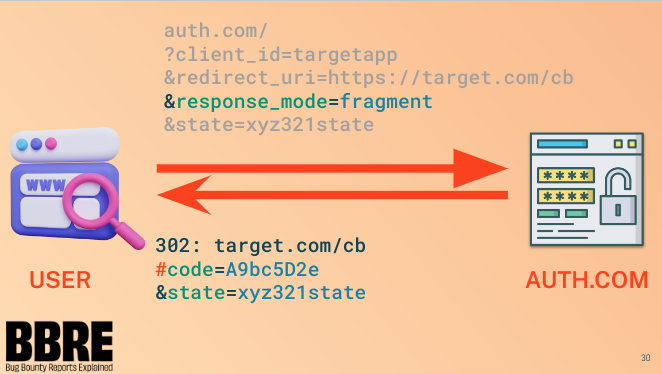 auth.com/
?client_id=targetapp
&redirect_uri=https://target.com/cb
&response_mode=fragment
&state=xyz321state
www
****
****
302: target.com/cb
#code=A9bc5D2e
&state=xyz321state
USER
AUTH.COM
BBRE
Bug Bounty Reports Explained
30